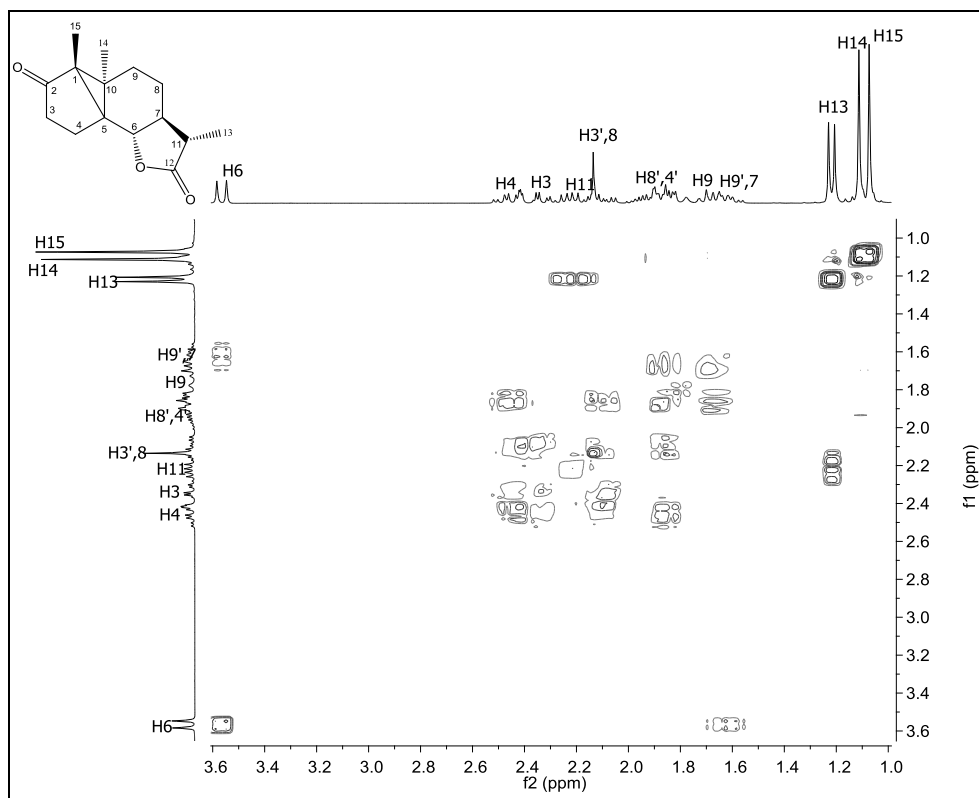 15
14
O
1
10
9
8
2
3
4
5
6
7
11
13
12
O
O
H14
H15
H13
H6
H4
H3
H11
H3',8
H8',4'
H9
H9',7
H15
H14
H13
H9' 7
H9
H8',4'
H3',8
H11
H3
H4
H6
1.0
1.2
1.4
1.6
1.8
2.0
2.2
2.4
2.6
2.8
3.0
3.2
3.4
3.6
f1 (ppm)
3.6 3.4 3.2 3.0 2.8 2.6 2.4 2.2 2.0 1.8 1.6 1.4 1.2 1.0
f2 (ppm)